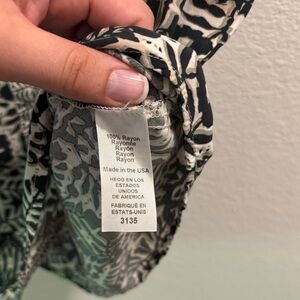 100% Rayon
Rayonne
Rayón
Rayon
Rayon
Made in the USA
HECO EN LOS
ESTADOS
UNIDOS
DE AMERICA
FABRIQUÉ EN
ESTATS-UNIS
3135